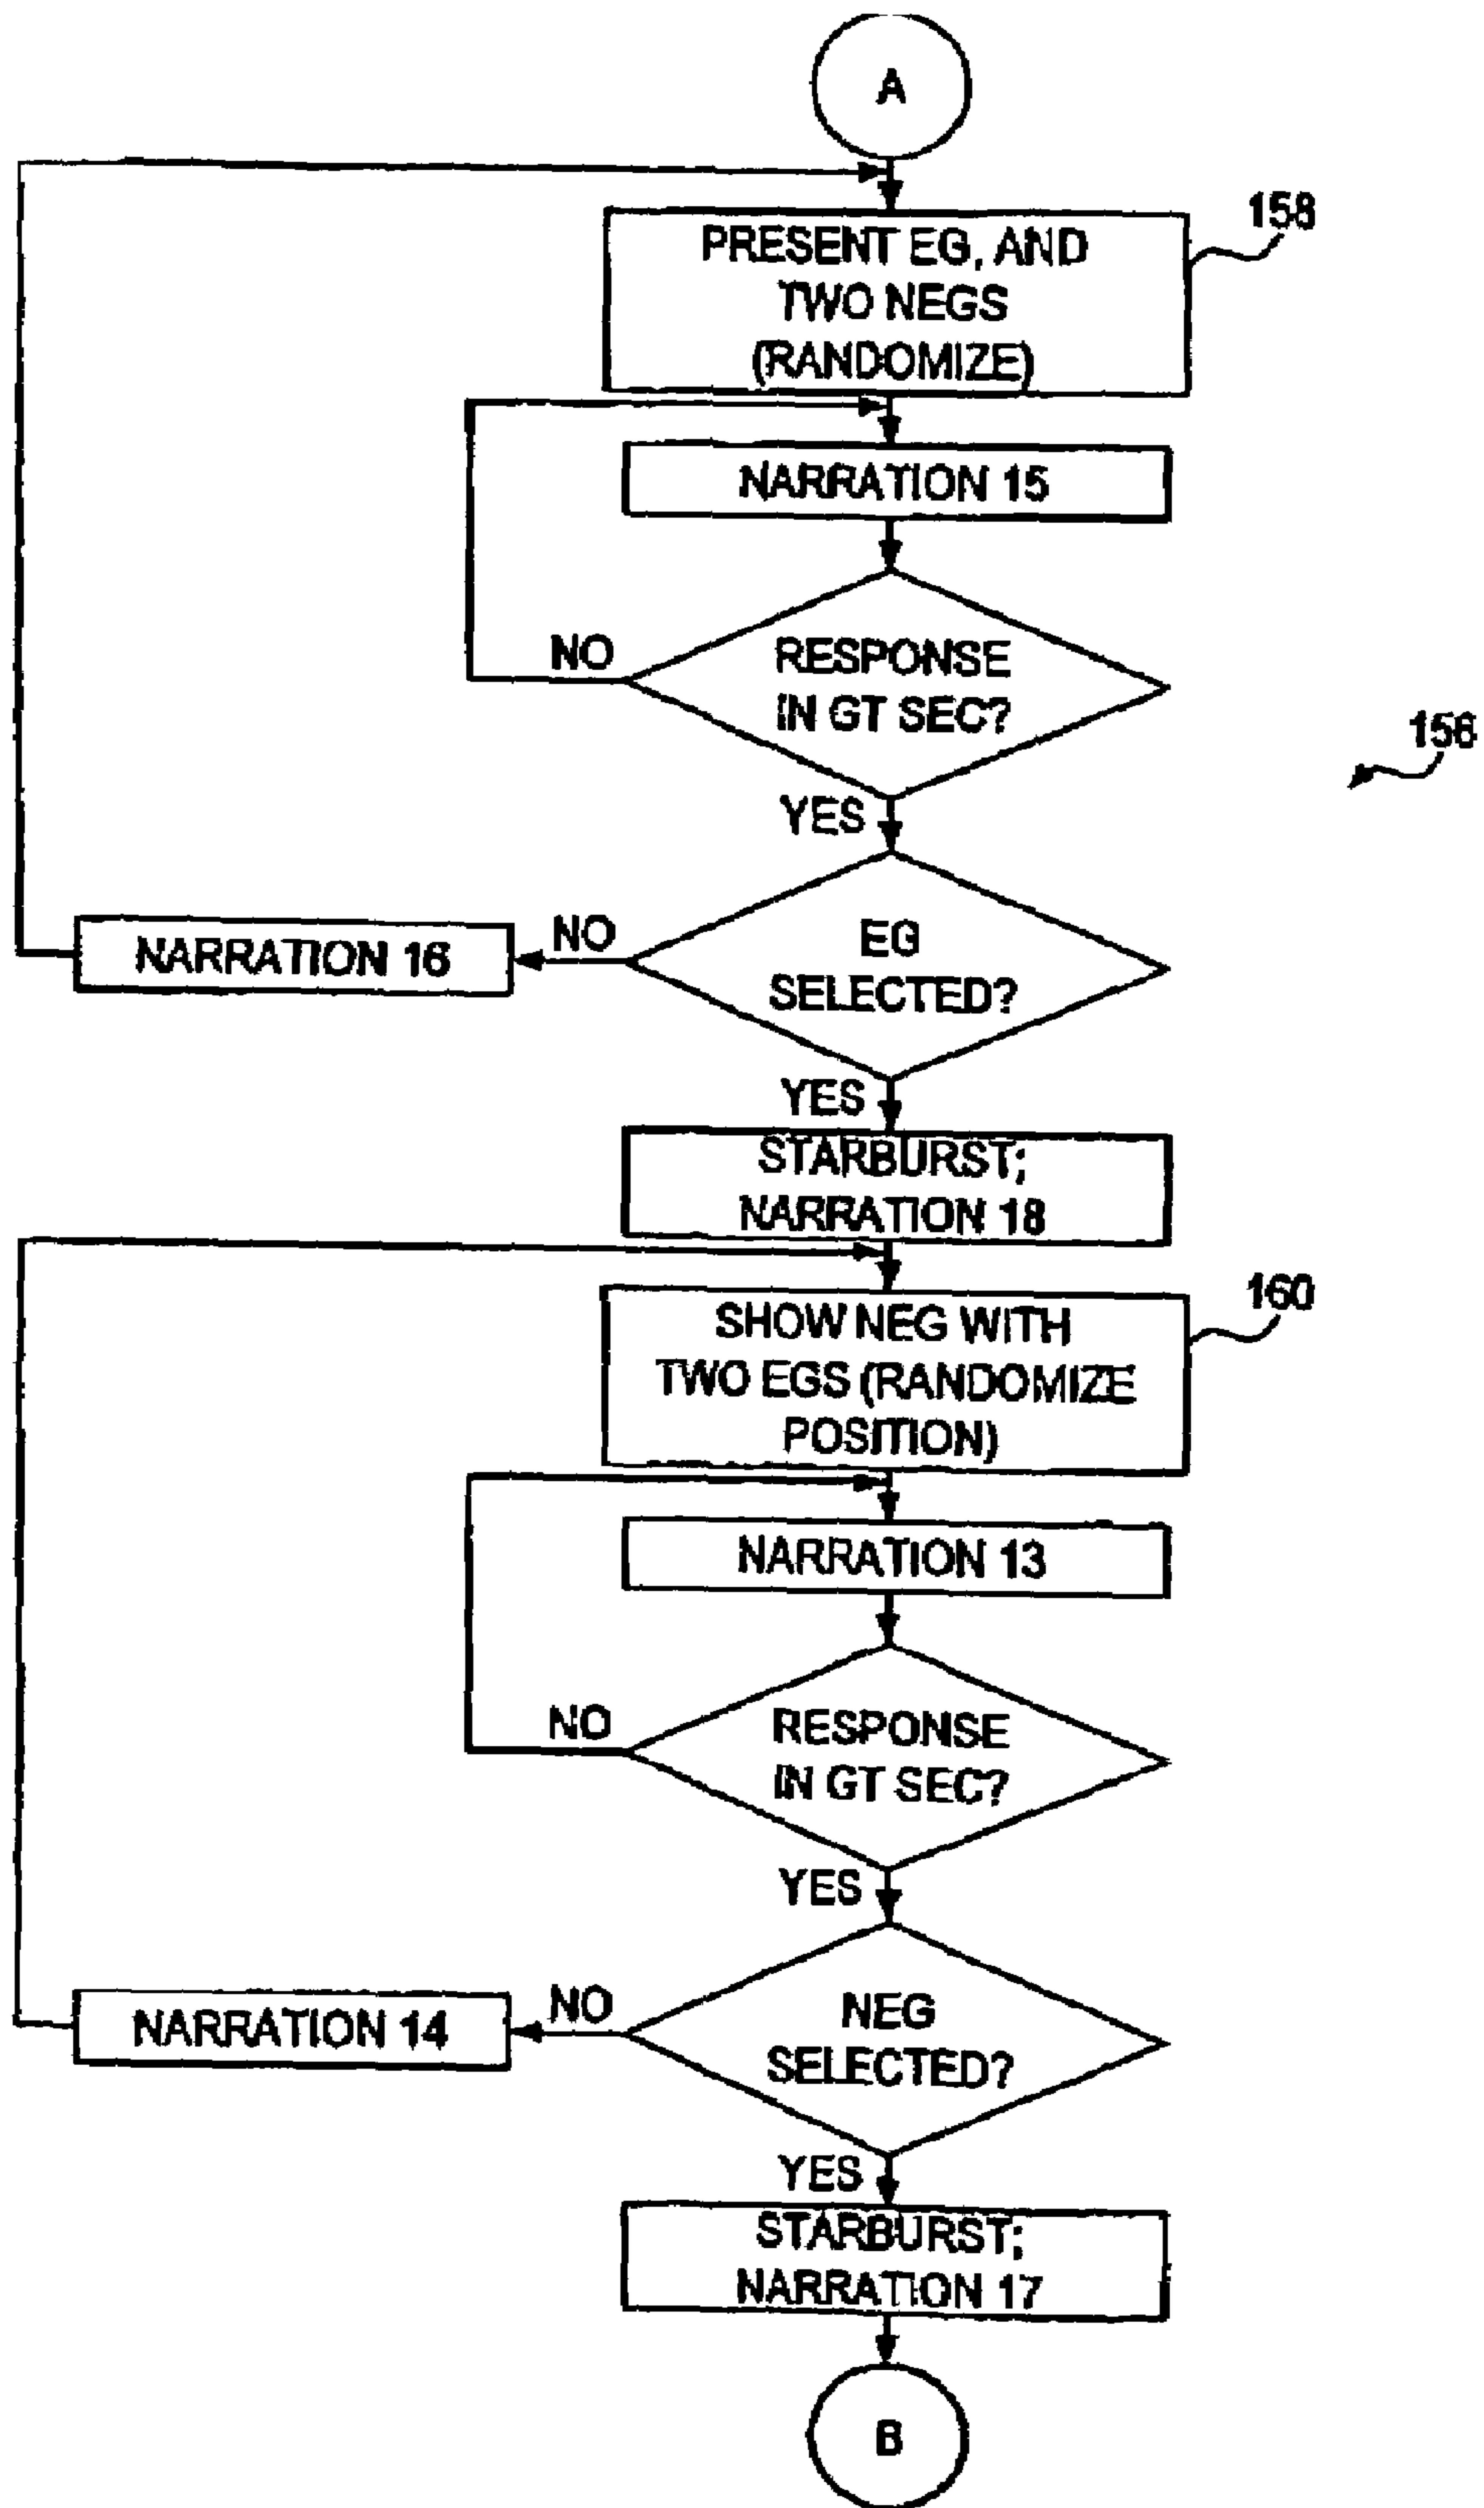 A
PRESENT EG, AND
TWO NEGS
(RANDOMIZE)
158
NARRATION 15
RESPONSE
IN GT SEC?
NO
156
YES
EG
SELECTED?
NO
NARRATION 16
YES
STARBURST;
NARRATION 18
SHOW NEG WITH
TWO EGS (RANDOMIZE
POSITION)
160
NARRATION 13
RESPONSE
IN GT SEC?
NO
YES
NEG
SELECTED?
NO
NARRATION 14
YES
STARBURST;
NARRATION 17
B